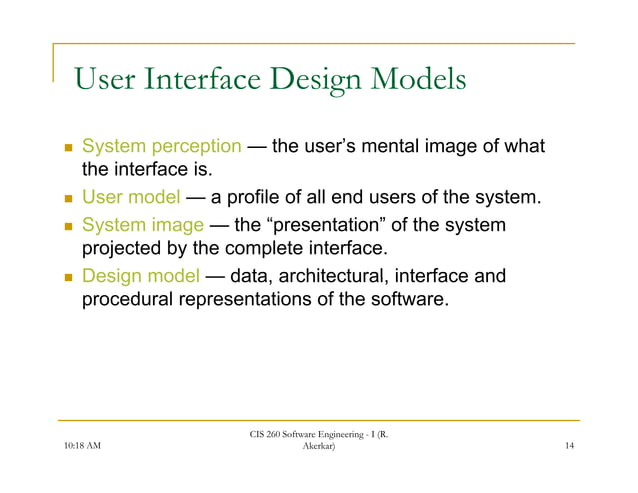 User Interface Design Models
System perception — the user’s mental image of what
the interface is.
User model — a profile of all end users of the system.
System image — the “presentation” of the system
projected by the complete interface.
Design model — data, architectural, interface and
procedural representations of the software.
10:18 AM
CIS 260 Software Engineering - I (R.
Akerkar)
14